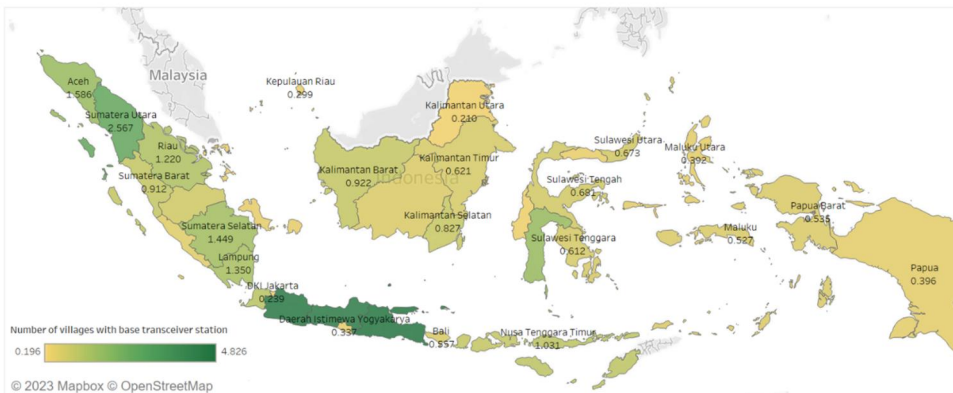 Malaysia
Aceh
1.586
Kepulauan Riau
0.299
Sumatera Utara
2.567
Kalimantan Utara
0.210
Riau
1.220
Sulawesi Utara
0.673
Maluku Utara
0.392
Sumatera Barat
0.912
Kalimantan Barat
0.922
Kalimantan Timur
0.621
Indonesia
Sulawesi Tengah
0.681
Papua Barat
0.535
Sumatera Selatan
1.449
Kalimantan Selatan
0.827
Sulawesi Tenggara
0.612
Maluku
0.527
Lampung
1.350
Papua
0.396
DKI Jakarta
0.239
Daerah Istimewa Yogyakarya
0.337
Bali
0.557
Nusa Tenggara Timur
1.031
Number of villages with base transceiver station
0.196
4.826
© 2023 Mapbox © OpenStreetMap